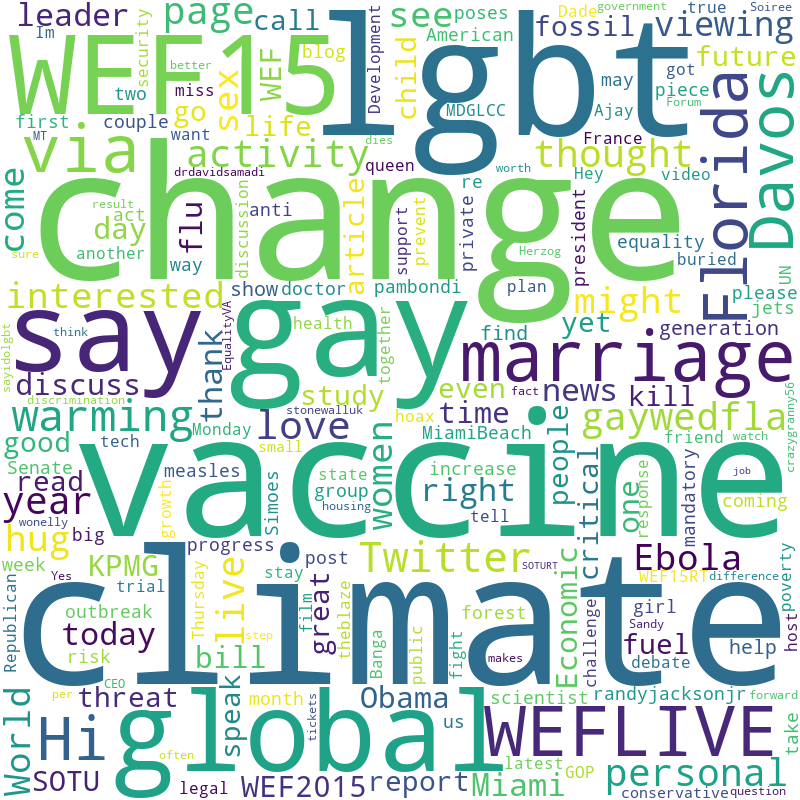 leader
page
call
see
poses
government
true
Soiree
Im
WEF15
lgbt
Dade
fossil
viewing
security
better
blog
WEF
American
Development
may
got
future
two
miss
sex
child
MDGLCC
Ajay
piece
Forum
first
couple
go
life
via
activity
thought
France
Florida
Davos
MT
want
drdavidsamadi
queen
dies
worth
Hey
video
come
change
result
act
anti
re
day
flu
discussion
article
support
prevent
private
president
equality
UN
another
Herzog
buried
sure
way
show
doctor
pambondi
plan
please
jets
interested
might
say
gay
think
EqualityVA
health
together
find
yet
generation
marriage
sayidolgbt
discuss
thank
study
even
news
kill
discrimination
stonewalluk
fact
crazygranny56
warming
love
hoax
time
gaywedfla
good
tech
Monday
small
women
MiamiBeach
people
friend
watch
vaccine
job
Senate
measles
state
group
increase
critical
one
response
mandatory
coming
read
year
growth
Simoes
housing
right
tell
wonelly
big
hug
progress
post
Twitter
Ebola
week
KPMG
stay
SOTURT
WEF15RT
difference
poverty
Republican
Yes
trial
Thursday
live
film
great
theblaze
Economic
girl
Sandy
host
climate
outbreak
forest
challenge
today
step
fuel
help
risk
bill
Banga
public
fight
makes
debate
CEO
World
per
threat
month
Obama
scientist
randyjacksonjr
forward
Hi
global
speak
tickets
us
WEFLIVE
take
often
latest
GOP
personal
SOTU
legal
WEF2015
report
Miami
conservative
question